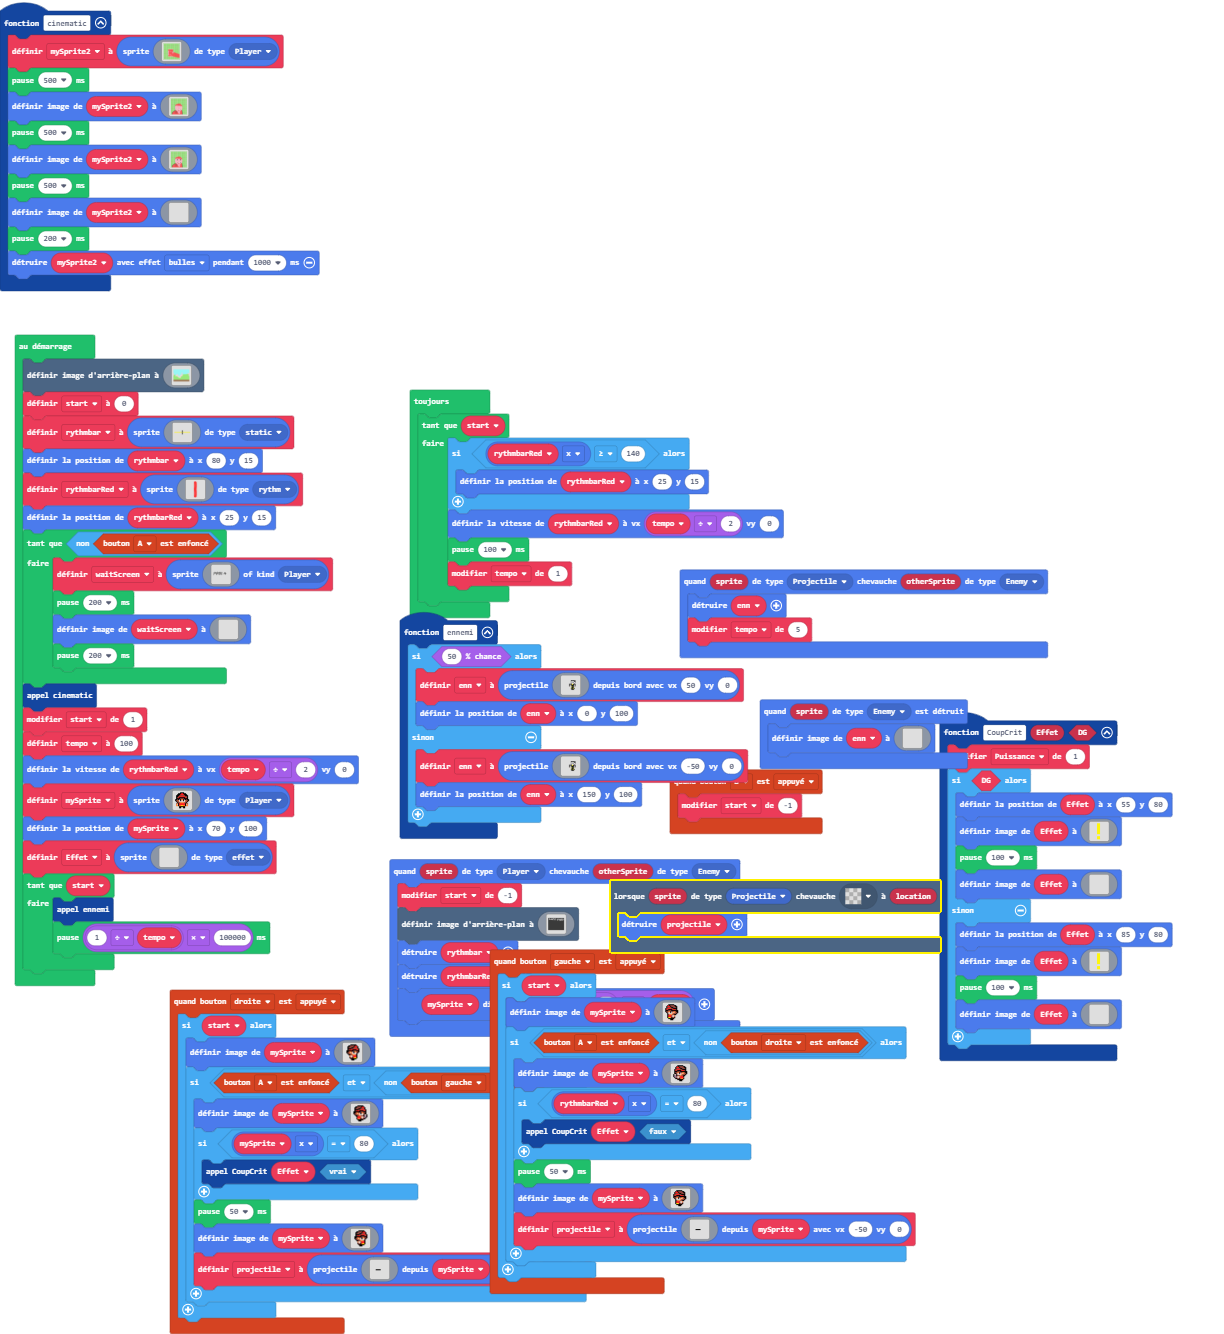 fonction cinematic
définir mySprite2 à sprite de type Player
pause 500 ms
définir image de mySprite2 à
pause 500 ms
définir image de mySprite2 à
pause 500 ms
définir image de mySprite2 à
pause 200 ms
détruire mySprite2 avec effet bulles pendant 1000 ms
au démarrage
définir image d'arrière-plan à
définir start à 0
définir rythmbar à sprite de type static
définir la position de rythmbar à x 80 y 15
définir rythmbarRed à sprite de type rythm
définir la position de rythmbarRed à x 25 y 15
tant que non bouton A est enfoncé
faire
définir waitScreen à sprite of kind Player
pause 200 ms
définir image de waitScreen à
pause 200 ms
appel cinematic
modifier start de 1
définir tempo à 100
définir la vitesse de rythmbarRed à vx tempo ÷ 2 vy 0
définir mySprite à sprite de type Player
définir la position de mySprite à x 70 y 100
définir Effet à sprite de type effet
tant que start
faire
appel ennemi
pause 1 ÷ tempo × 100000 ms
toujours
tant que start
faire
si rythmbarRed x ≥ 140 alors
définir la position de rythmbarRed à x 25 y 15
définir la vitesse de rythmbarRed à vx tempo ÷ 2 vy 0
pause 100 ms
modifier tempo de 1
fonction ennemi
si 50 % chance alors
définir enn à projectile depuis bord avec vx 50 vy 0
définir la position de enn à x 0 y 100
sinon
définir enn à projectile depuis bord avec vx -50 vy 0
définir la position de enn à x 150 y 100
quand sprite de type Projectile chevauche otherSprite de type Enemy
détruire enn
modifier tempo de 5
quand sprite de type Enemy est détruit
définir image de enn à
quand bouton est appuyé
modifier start de -1
fonction CoupCrit Effet DG
Puissance de 1
si DG alors
définir la position de Effet à x 55 y 80
définir image de Effet à
pause 100 ms
définir image de Effet à
sinon
définir la position de Effet à x 85 y 80
définir image de Effet à
pause 100 ms
définir image de Effet à
quand sprite de type Player chevauche otherSprite de type Enemy
modifier start de -1
définir image d'arrière-plan à
détruire rythmbar
détruire
mySprite
lorsque sprite de type Projectile chevauche à location
détruire projectile
quand bouton droite est appuyé
si start alors
définir image de mySprite à
si bouton A est enfoncé et non bouton gauche
définir image de mySprite à
si mySprite x = 80 alors
appel CoupCrit Effet vrai
pause 50 ms
définir image de mySprite à
définir projectile à projectile depuis mySprite
quand bouton gauche est appuyé
si start alors
définir image de mySprite à
si bouton A est enfoncé et non bouton droite est enfoncé alors
définir image de mySprite à
si rythmbarRed x = 80 alors
appel CoupCrit Effet faux
pause 50 ms
définir image de mySprite à
définir projectile à projectile depuis mySprite avec vx -50 vy 0